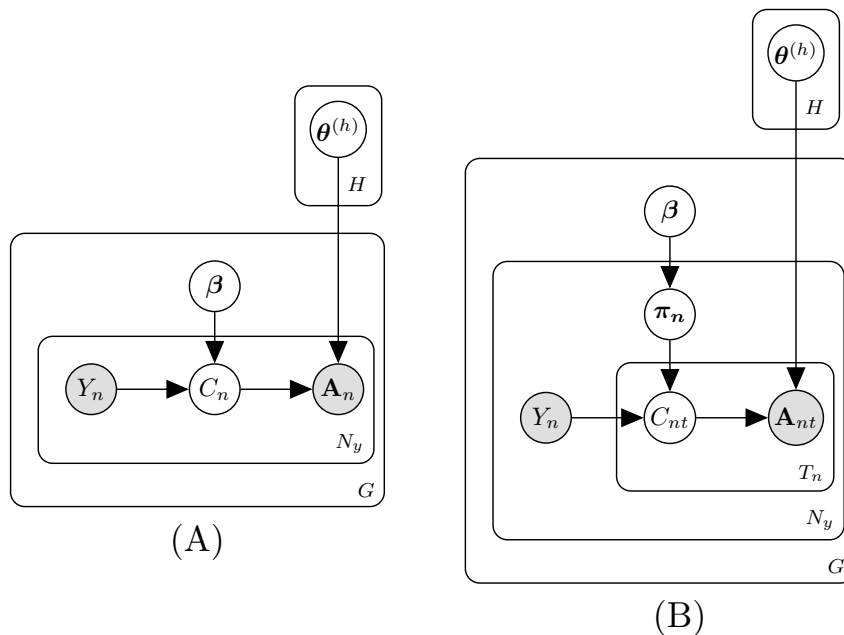 θ^(h)
H
β
Y_n
C_n
A_n
N_y
G
(A)
θ^(h)
H
β
π_n
Y_n
C_nt
A_nt
T_n
N_y
G
(B)